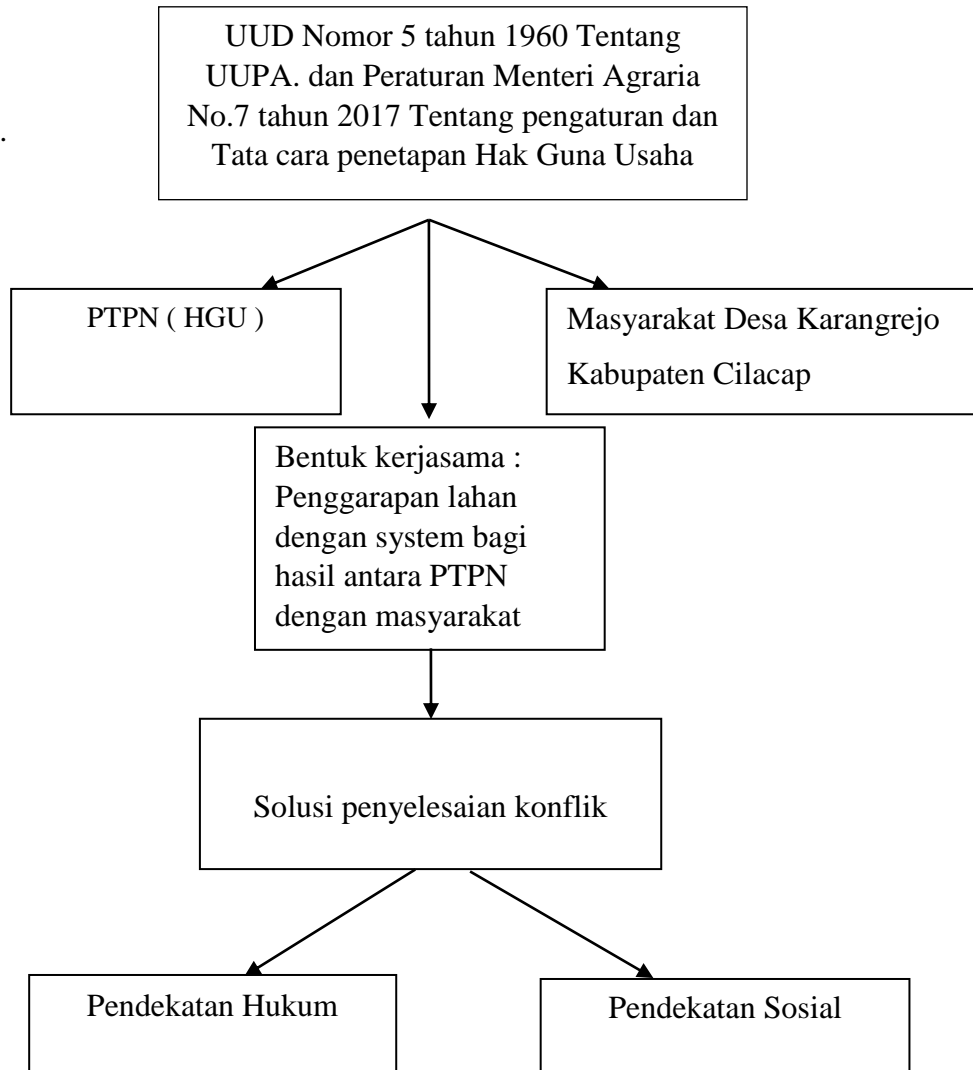 UUD Nomor 5 tahun 1960 Tentang
UUPA. dan Peraturan Menteri Agraria
No.7 tahun 2017 Tentang pengaturan dan
Tata cara penetapan Hak Guna Usaha
.
PTPN ( HGU )
Masyarakat Desa Karangrejo
Kabupaten Cilacap
Bentuk kerjasama :
Penggarapan lahan
dengan system bagi
hasil antara PTPN
dengan masyarakat
Solusi penyelesaian konflik
Pendekatan Hukum
Pendekatan Sosial